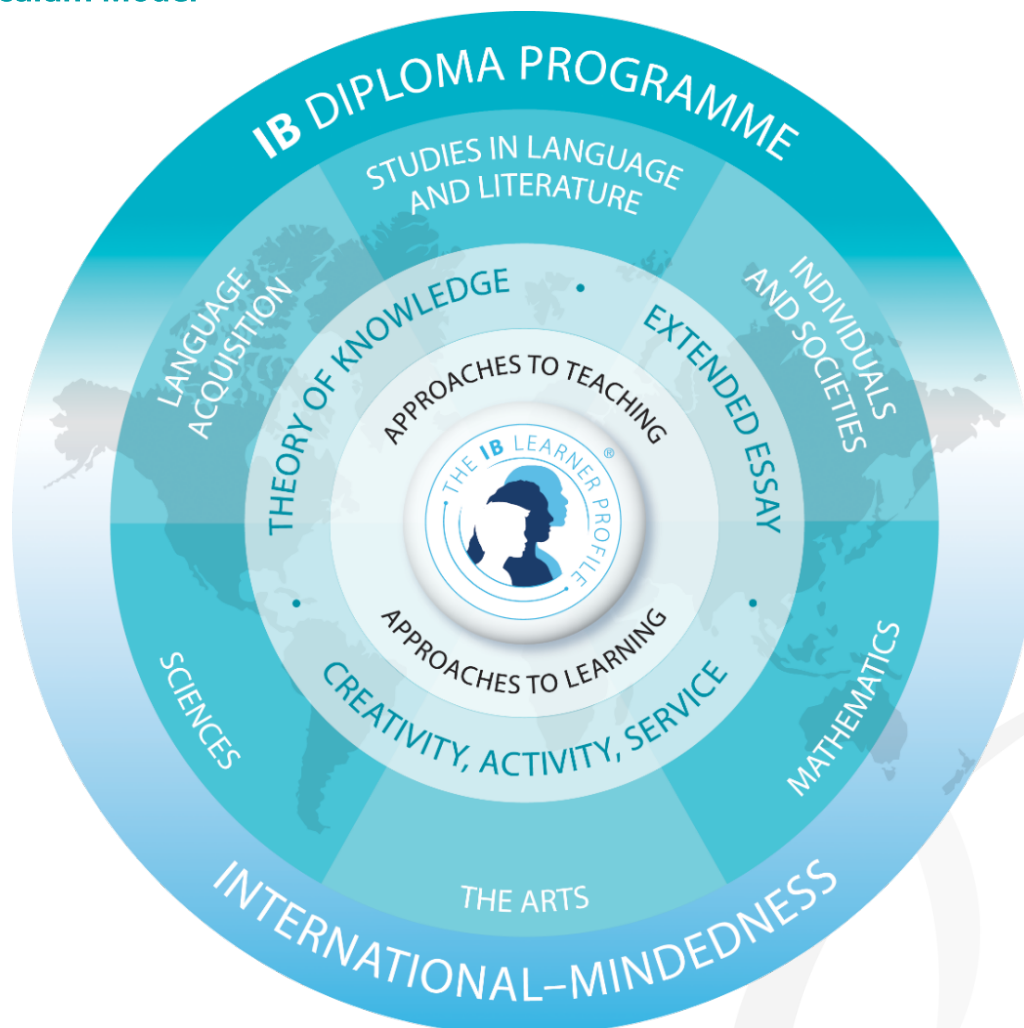 IB DIPLOMA PROGRAMME
STUDIES IN LANGUAGE
AND LITERATURE
LANGUAGE
ACQUISITION
INDIVIDUALS
AND SOCIETIES
THEORY OF KNOWLEDGE
•
EXTENDED ESSAY
APPROACHES TO TEACHING
THE IB LEARNER PROFILE
®
APPROACHES TO LEARNING
•
CREATIVITY, ACTIVITY, SERVICE
•
SCIENCES
MATHEMATICS
THE ARTS
INTERNATIONAL–MINDEDNESS